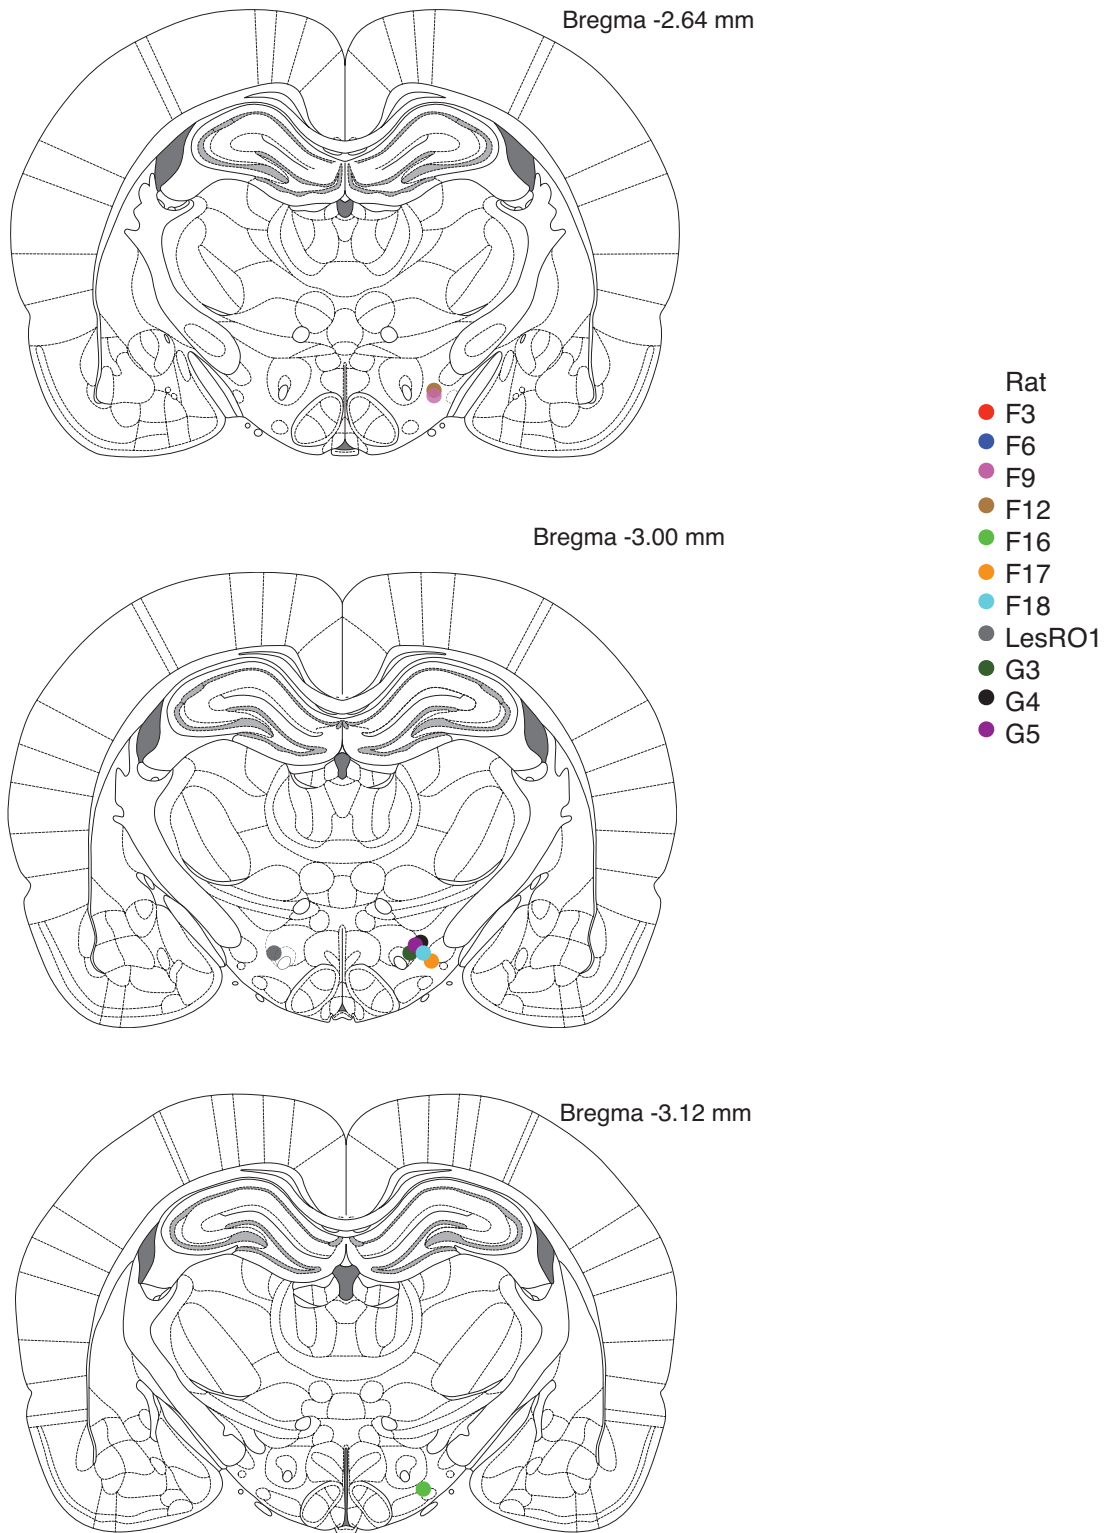 Bregma -2.64 mm
Rat
F3
F6
F9
F12
F16
F17
F18
LesRO1
G3
G4
G5
Bregma -3.00 mm
Bregma -3.12 mm